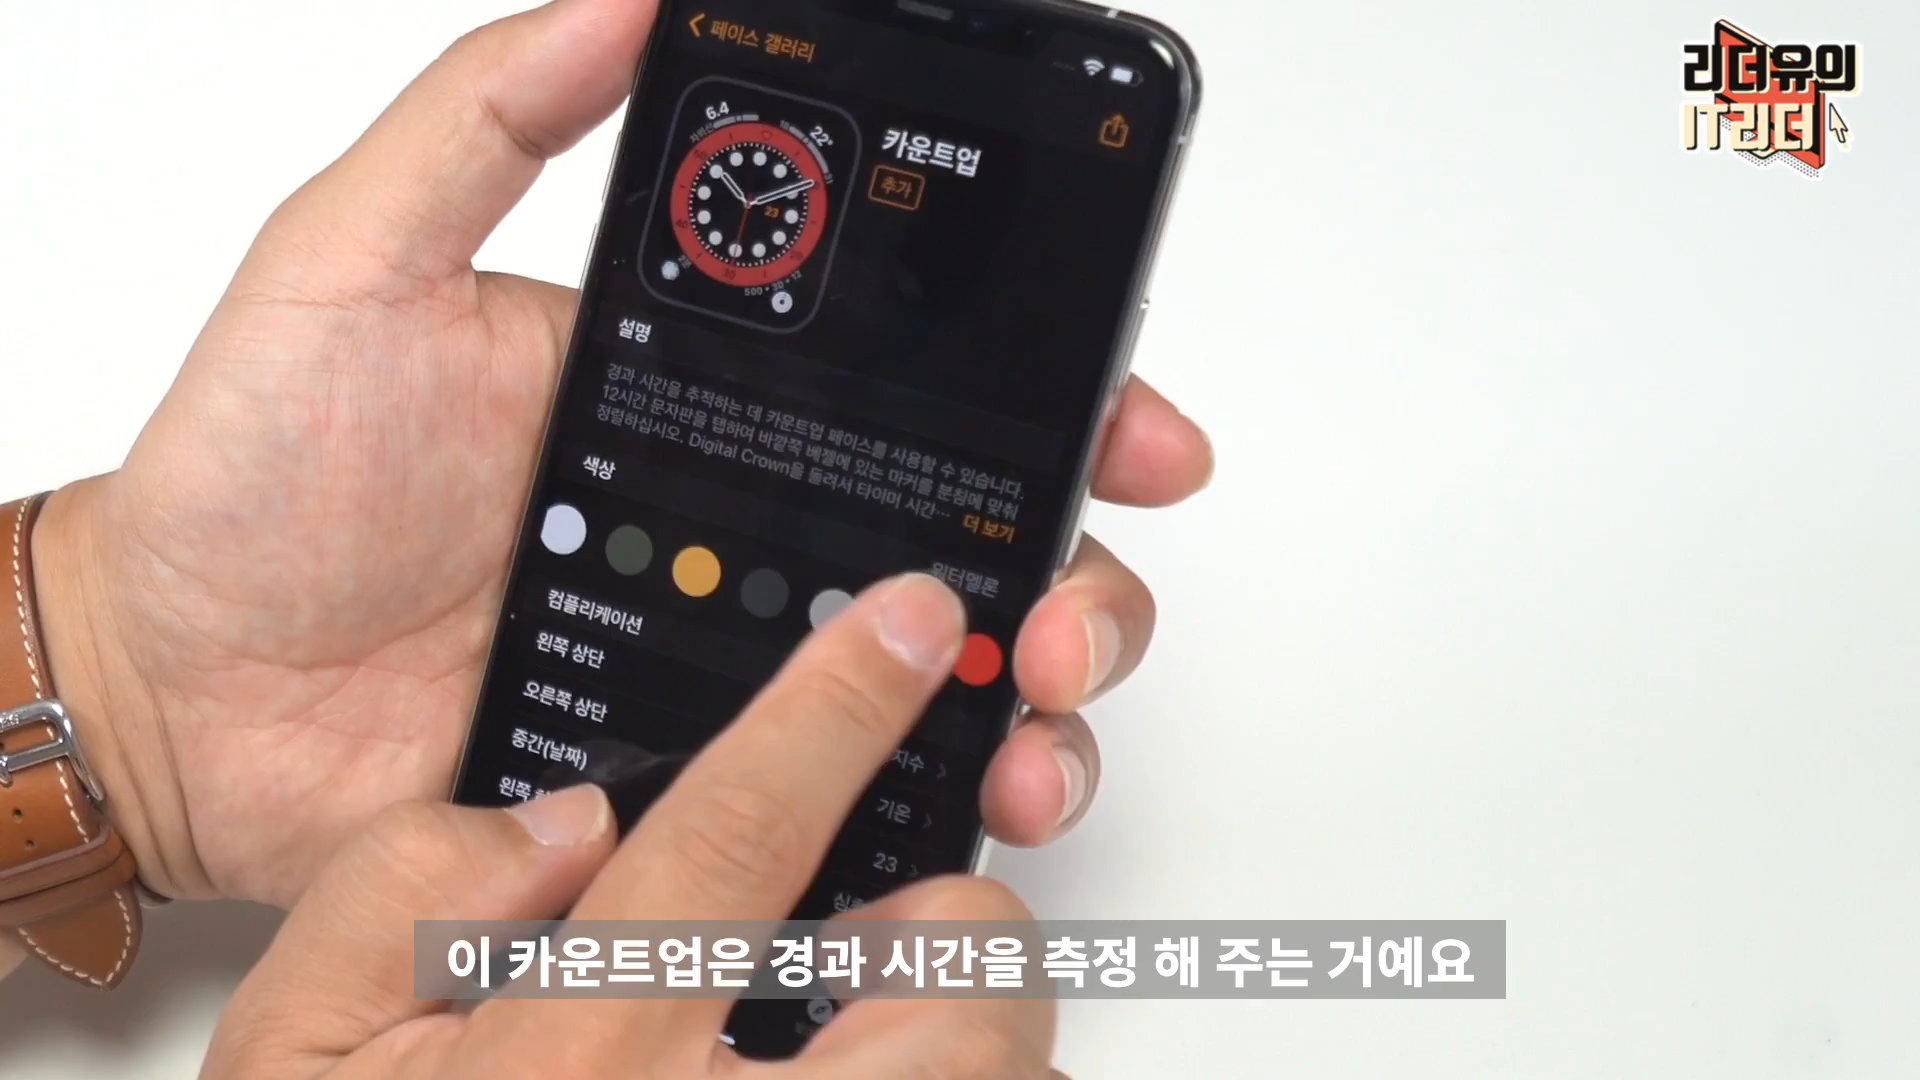 페이스 갤러리
리더유의
IT리더
6.4
22°
자외선
카운트업
추가
23
500 • 30 • 12
설명
경과 시간을 추적하는 데 카운트업 페이스를 사용할 수 있습니다.
12시간 문자판을 탭하여 바깥쪽 베젤에 있는 마커를 분침에 맞춰
정렬하십시오. Digital Crown을 돌려서 타이머 시간… 더 보기
색상
워터멜론
컴플리케이션
왼쪽 상단
지수
오른쪽 상단
기온
중간(날짜)
23
왼쪽
이 카운트업은 경과 시간을 측정 해 주는 거예요